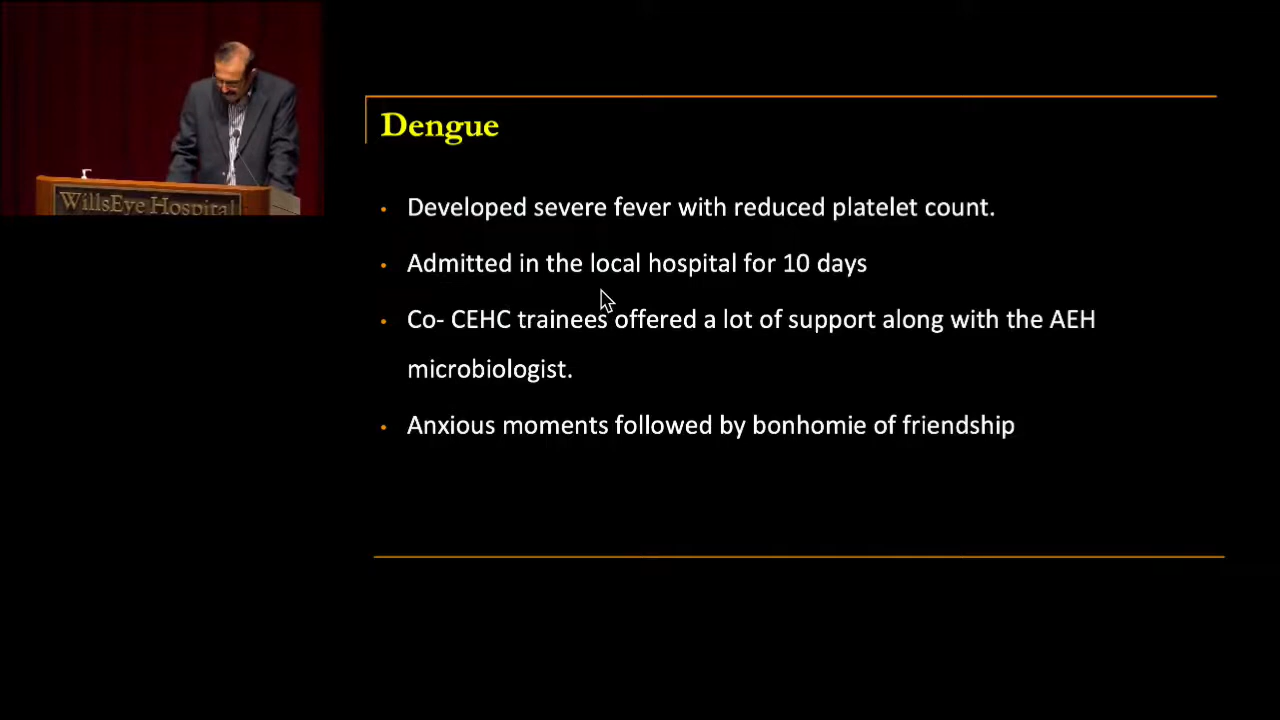 WillsEye Hospital
Dengue
• Developed severe fever with reduced platelet count.
• Admitted in the local hospital for 10 days
• Co- CEHC trainees offered a lot of support along with the AEH
microbiologist.
• Anxious moments followed by bonhomie of friendship